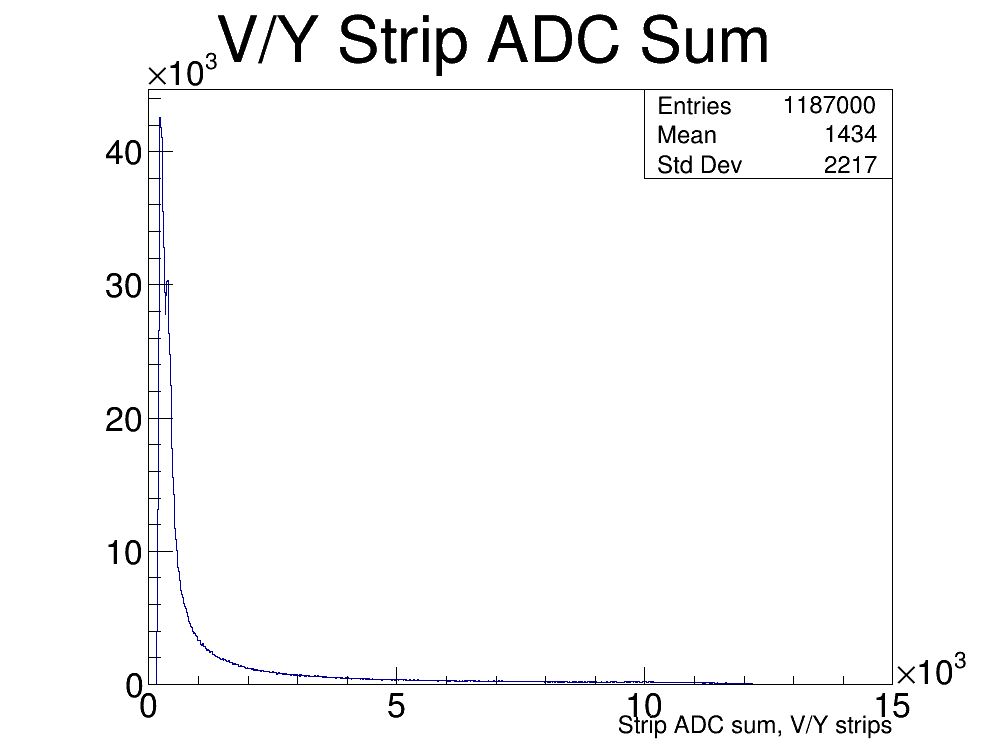 V/Y Strip ADC Sum
×10³
Entries 1187000
Mean 1434
Std Dev 2217
40
30
20
10
0
0 5 10 15
×10³
Strip ADC sum, V/Y strips